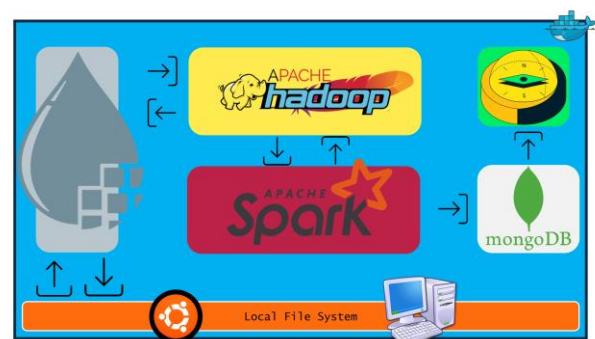 APACHE
hadoop
APACHE
Spark
mongoDB
Local File System